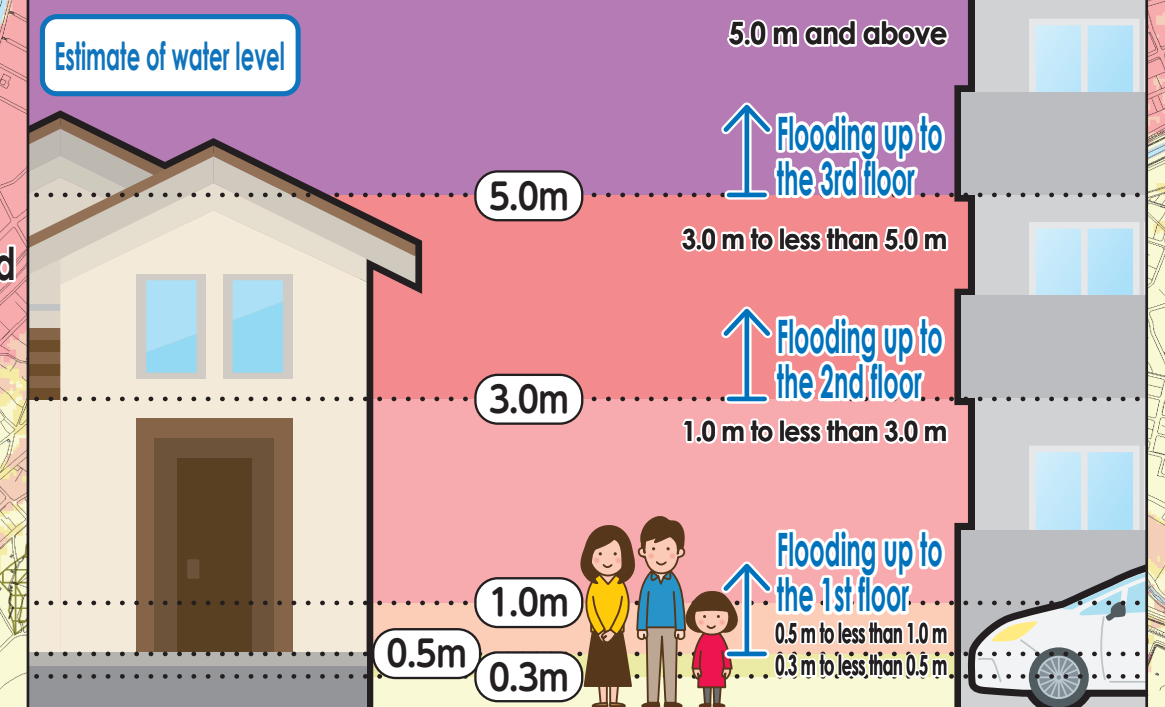 Estimate of water level
5.0 m and above
Flooding up to
the 3rd floor
5.0m
3.0 m to less than 5.0 m
d
Flooding up to
the 2nd floor
3.0m
1.0 m to less than 3.0 m
Flooding up to
the 1st floor
1.0m
0.5 m to less than 1.0 m
0.5m
0.3 m to less than 0.5 m
0.3m